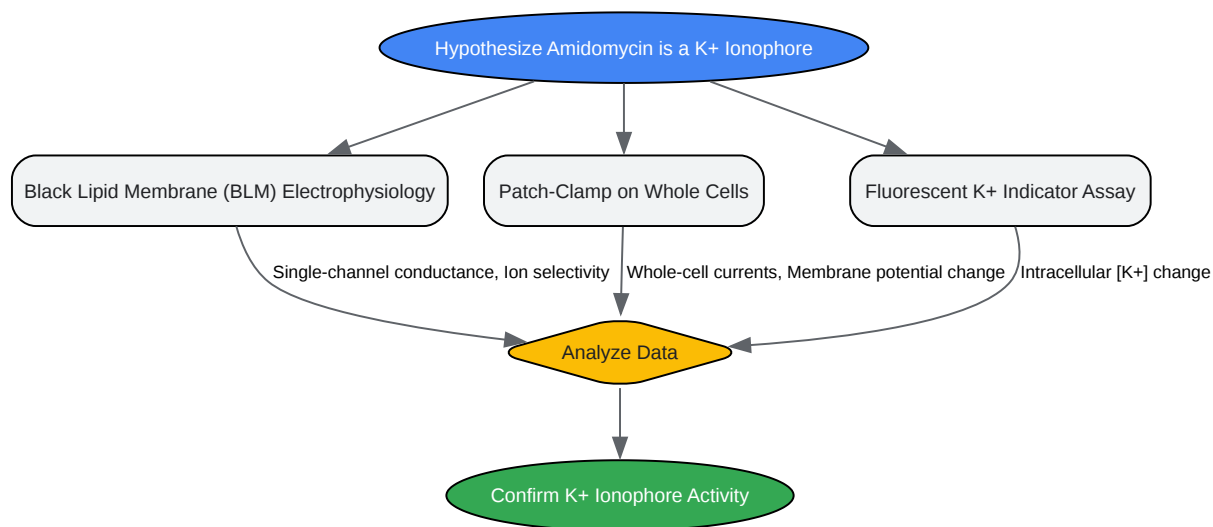 Hypothesize Amidomycin is a K+ Ionophore
Black Lipid Membrane (BLM) Electrophysiology
Patch-Clamp on Whole Cells
Fluorescent K+ Indicator Assay
Single-channel conductance, Ion selectivity
Whole-cell currents, Membrane potential change
Intracellular [K+] change
Analyze Data
Confirm K+ Ionophore Activity